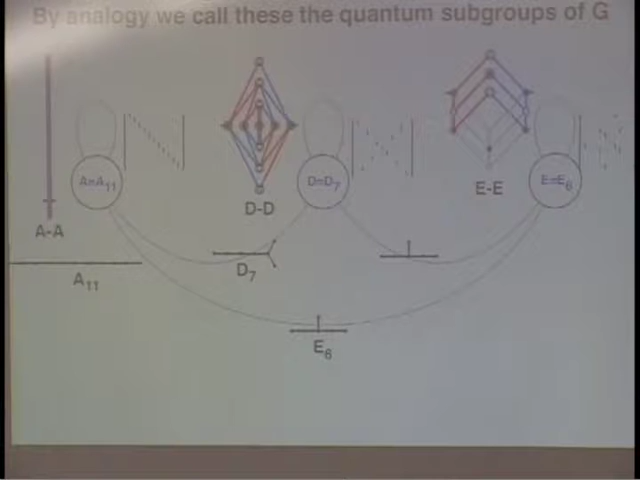 By analogy we call these the quantum subgroups of G
A=A11
D=D7
E=E6
A-A
D-D
E-E
D7
A11
E6